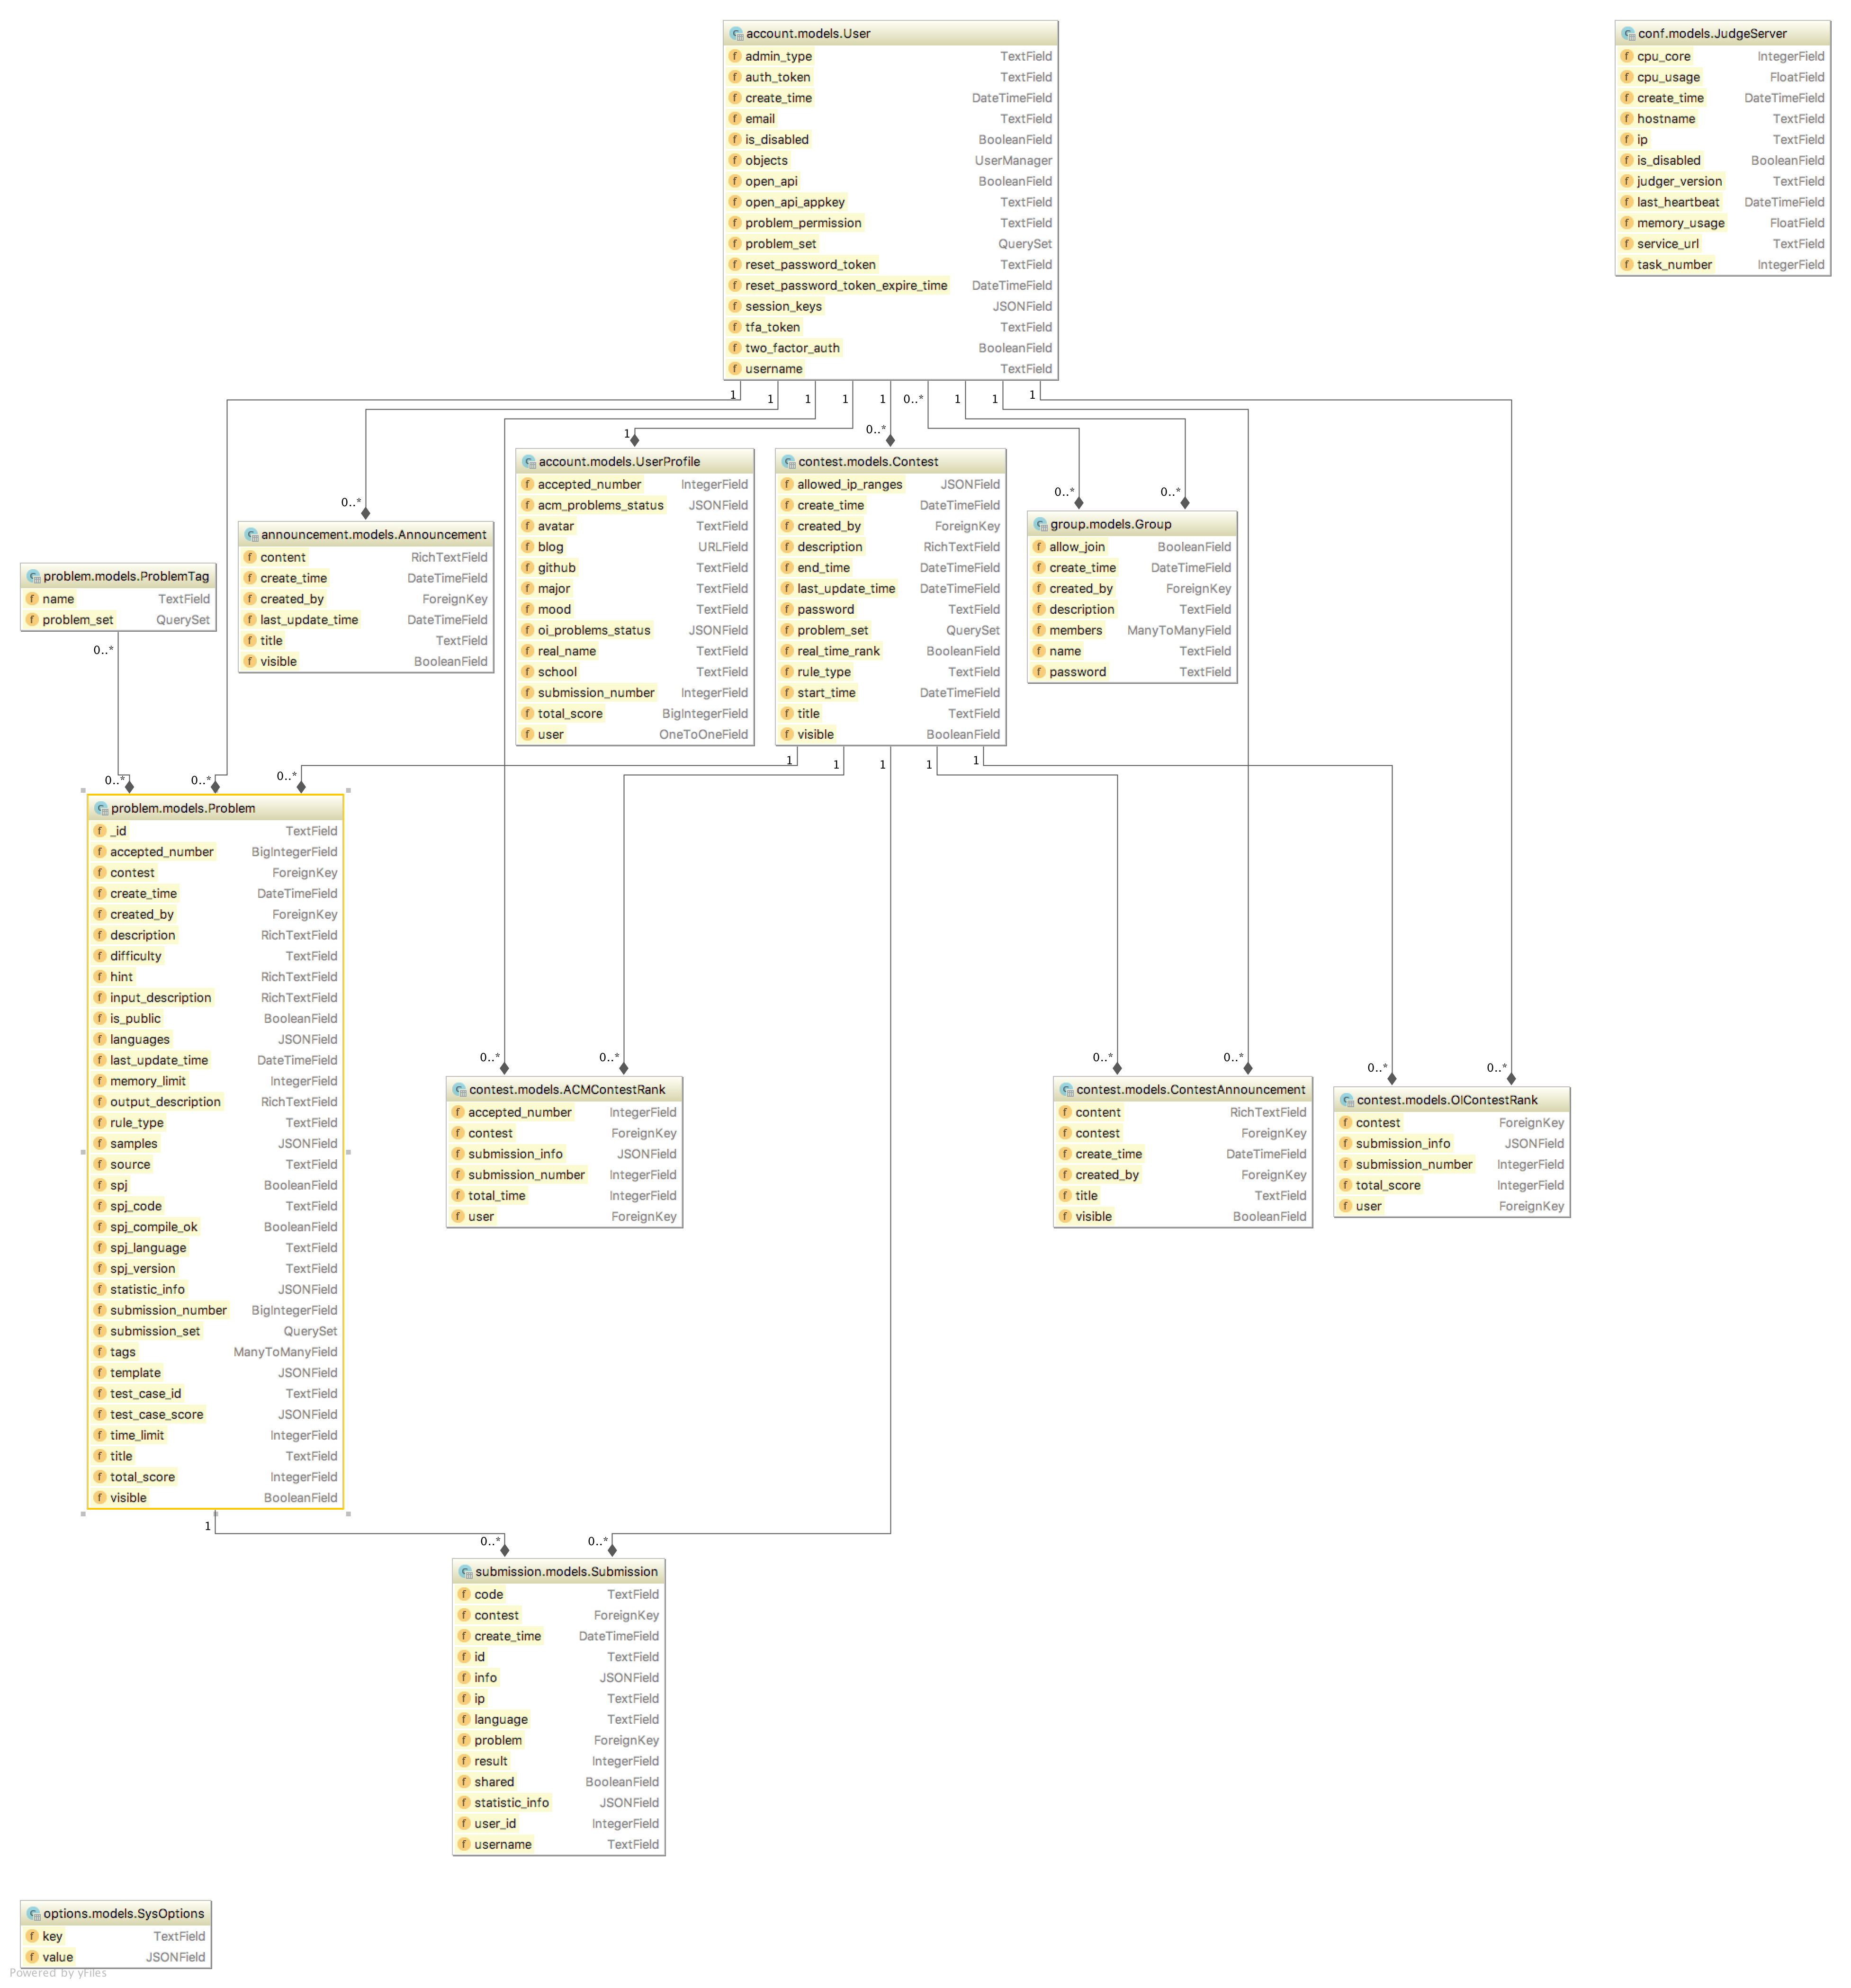 account.models.User
admin_type TextField
auth_token TextField
create_time DateTimeField
email TextField
is_disabled BooleanField
objects UserManager
open_api BooleanField
open_api_appkey TextField
problem_permission TextField
problem_set QuerySet
reset_password_token TextField
reset_password_token_expire_time DateTimeField
session_keys JSONField
tfa_token TextField
two_factor_auth BooleanField
username TextField
conf.models.JudgeServer
cpu_core IntegerField
cpu_usage FloatField
create_time DateTimeField
hostname TextField
ip TextField
is_disabled BooleanField
judger_version TextField
last_heartbeat DateTimeField
memory_usage FloatField
service_url TextField
task_number IntegerField
1 1 1 1 1 0..* 1 1 1
1 0..*
0..* 0..* 0..*
account.models.UserProfile
accepted_number IntegerField
acm_problems_status JSONField
avatar TextField
blog URLField
github TextField
major TextField
mood TextField
oi_problems_status JSONField
real_name TextField
school TextField
submission_number IntegerField
total_score BigIntegerField
user OneToOneField
contest.models.Contest
allowed_ip_ranges JSONField
create_time DateTimeField
created_by ForeignKey
description RichTextField
end_time DateTimeField
last_update_time DateTimeField
password TextField
problem_set QuerySet
real_time_rank BooleanField
rule_type TextField
start_time DateTimeField
title TextField
visible BooleanField
group.models.Group
allow_join BooleanField
create_time DateTimeField
created_by ForeignKey
description TextField
members ManyToManyField
name TextField
password TextField
announcement.models.Announcement
content RichTextField
create_time DateTimeField
created_by ForeignKey
last_update_time DateTimeField
title TextField
visible BooleanField
problem.models.ProblemTag
name TextField
problem_set QuerySet
0..*
1 1 1 1 1
0..* 0..* 0..*
problem.models.Problem
_id TextField
accepted_number BigIntegerField
contest ForeignKey
create_time DateTimeField
created_by ForeignKey
description RichTextField
difficulty TextField
hint RichTextField
input_description RichTextField
is_public BooleanField
languages JSONField
last_update_time DateTimeField
memory_limit IntegerField
output_description RichTextField
rule_type TextField
samples JSONField
source TextField
spj BooleanField
spj_code TextField
spj_compile_ok BooleanField
spj_language TextField
spj_version TextField
statistic_info JSONField
submission_number BigIntegerField
submission_set QuerySet
tags ManyToManyField
template JSONField
test_case_id TextField
test_case_score JSONField
time_limit IntegerField
title TextField
total_score IntegerField
visible BooleanField
0..* 0..* 0..* 0..* 0..* 0..*
contest.models.ACMContestRank
accepted_number IntegerField
contest ForeignKey
submission_info JSONField
submission_number IntegerField
total_time IntegerField
user ForeignKey
contest.models.ContestAnnouncement
content RichTextField
contest ForeignKey
create_time DateTimeField
created_by ForeignKey
title TextField
visible BooleanField
contest.models.OIContestRank
contest ForeignKey
submission_info JSONField
submission_number IntegerField
total_score IntegerField
user ForeignKey
1 0..* 0..*
submission.models.Submission
code TextField
contest ForeignKey
create_time DateTimeField
id TextField
info JSONField
ip TextField
language TextField
problem ForeignKey
result IntegerField
shared BooleanField
statistic_info JSONField
user_id IntegerField
username TextField
options.models.SysOptions
key TextField
value JSONField
Powered by yFiles